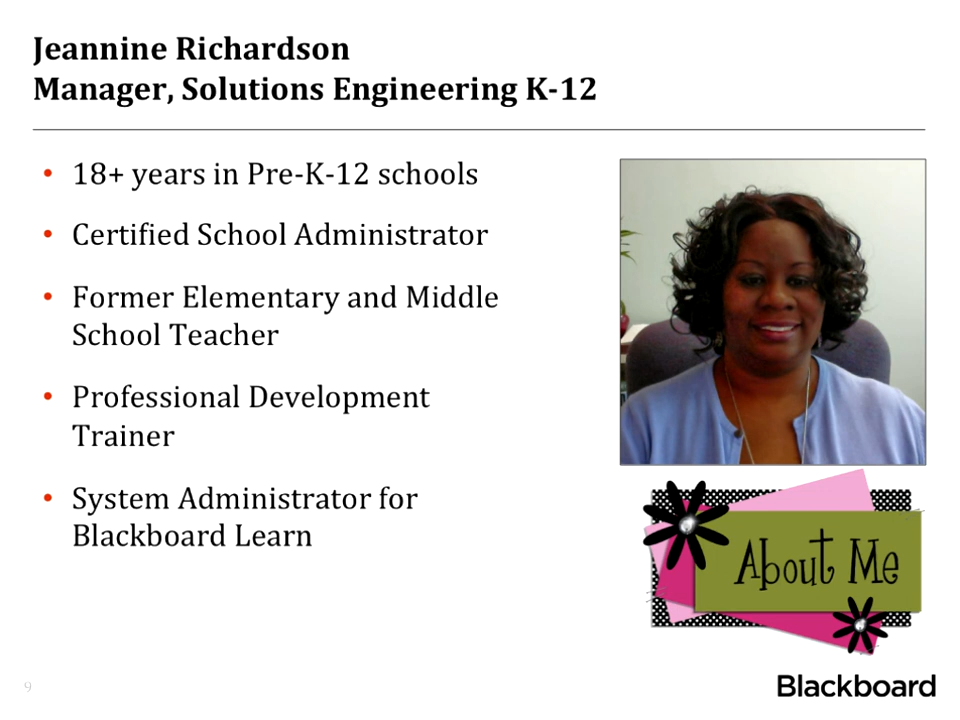 Jeannine Richardson
Manager, Solutions Engineering K-12
• 18+ years in Pre-K-12 schools
• Certified School Administrator
• Former Elementary and Middle
School Teacher
• Professional Development
Trainer
• System Administrator for
Blackboard Learn
About Me
9
Blackboard